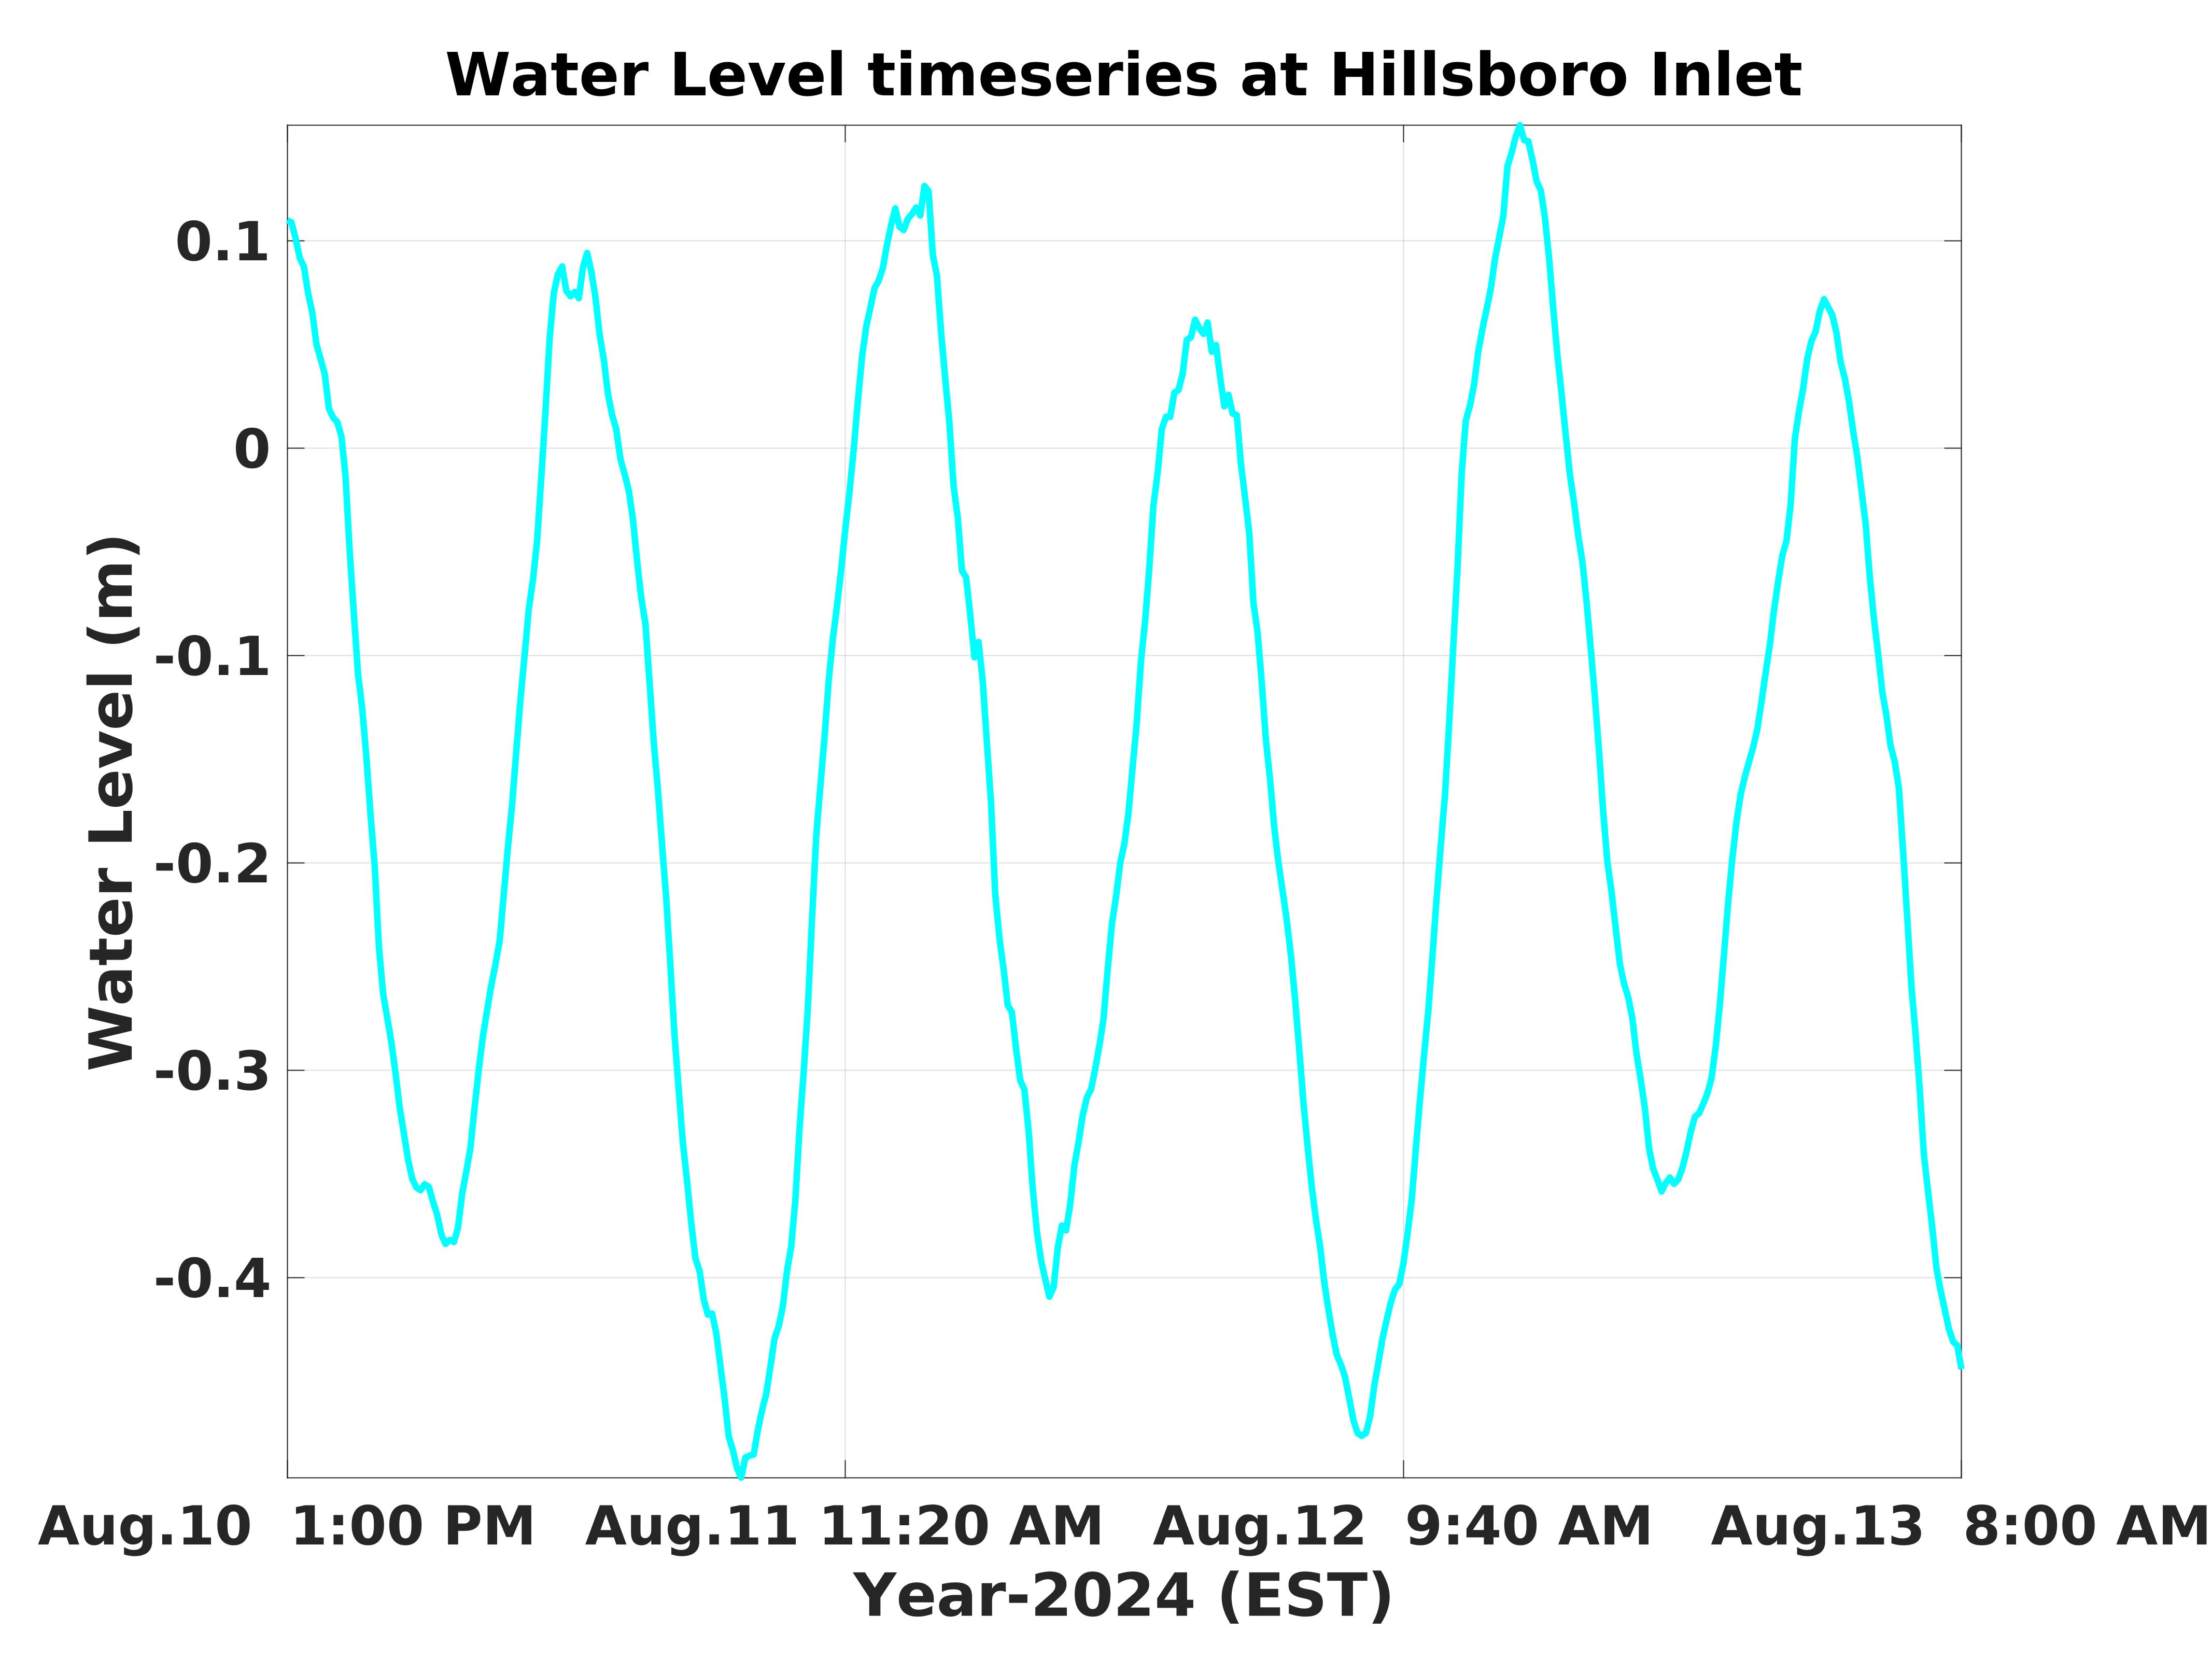 Water Level timeseries at Hillsboro Inlet
Water Level (m)
0.1
0
-0.1
-0.2
-0.3
-0.4
Aug.10  1:00 PM
Aug.11 11:20 AM
Aug.12  9:40 AM
Aug.13  8:00 AM
Year-2024 (EST)